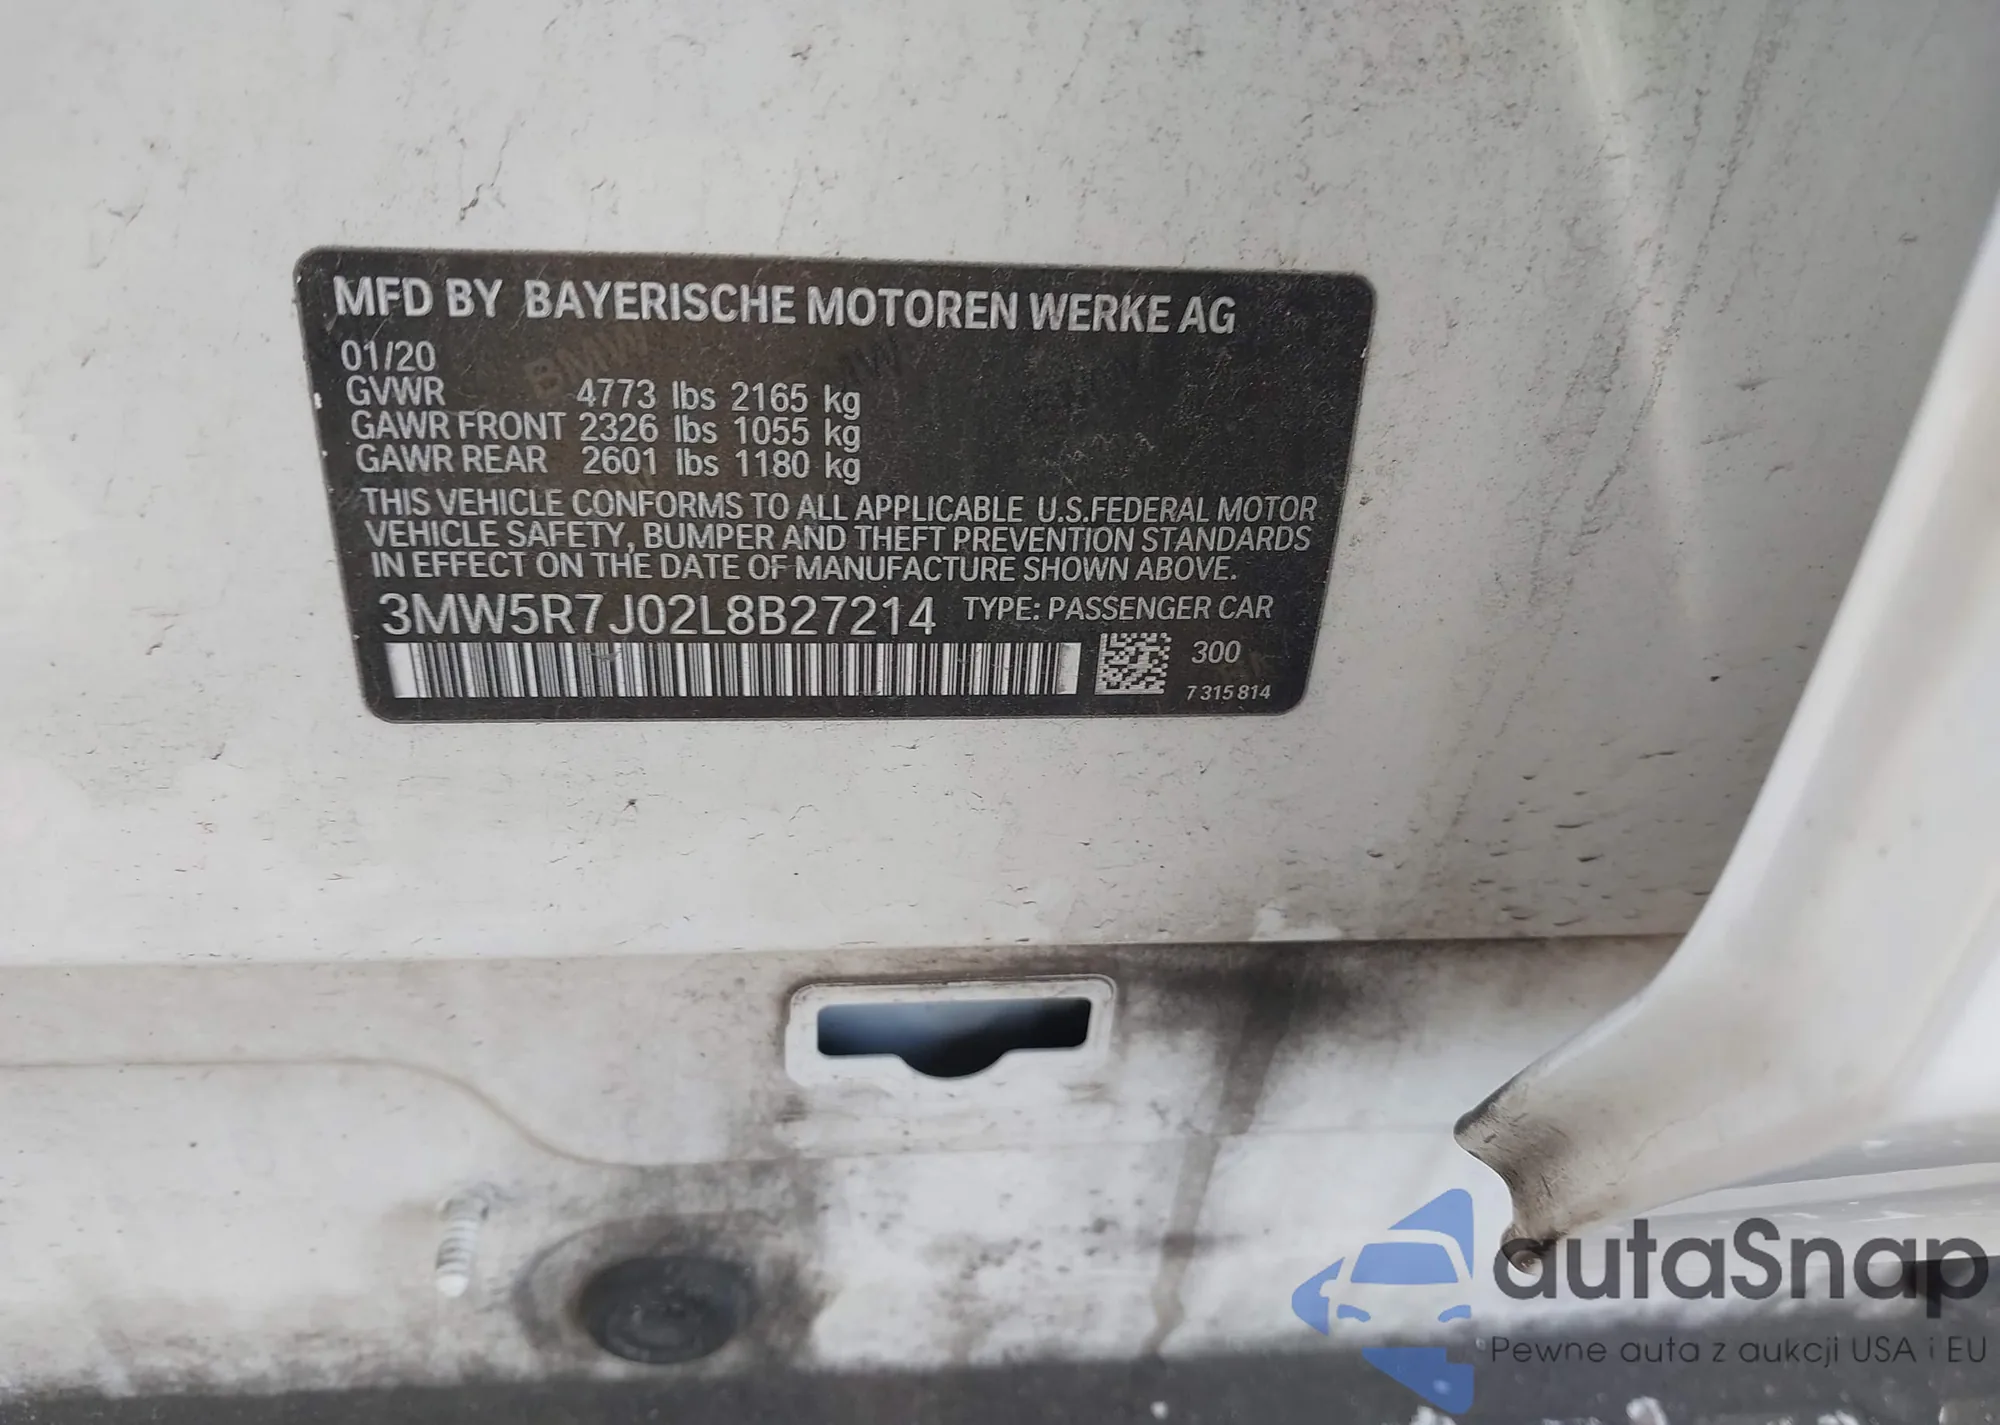 MFD BY BAYERISCHE MOTOREN WERKE AG
01/20
GVWR 4773 lbs 2165 kg
GAWR FRONT 2326 lbs 1055 kg
GAWR REAR 2601 lbs 1180 kg
THIS VEHICLE CONFORMS TO ALL APPLICABLE U.S.FEDERAL MOTOR
VEHICLE SAFETY, BUMPER AND THEFT PREVENTION STANDARDS
IN EFFECT ON THE DATE OF MANUFACTURE SHOWN ABOVE.
3MW5R7J02L8B27214 TYPE: PASSENGER CAR
300
7 315 814
autaSnap
Pewne auta z aukcji USA i EU